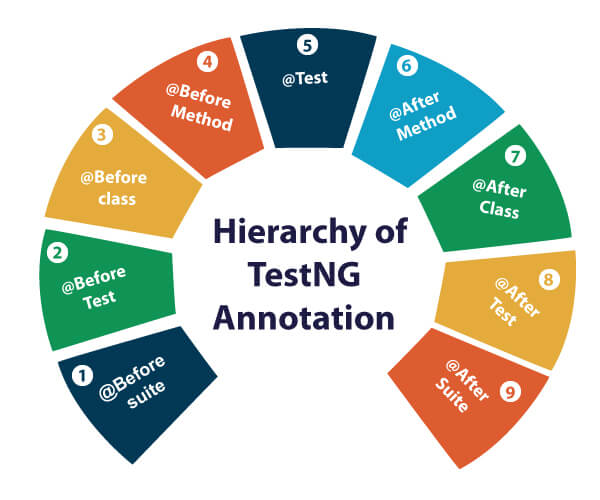 1
@Before
suite
2
@Before
Test
3
@Before
class
4
@Before
Method
5
@Test
6
@After
Method
7
@After
Class
8
@After
Test
9
@After
Suite
Hierarchy of
TestNG
Annotation